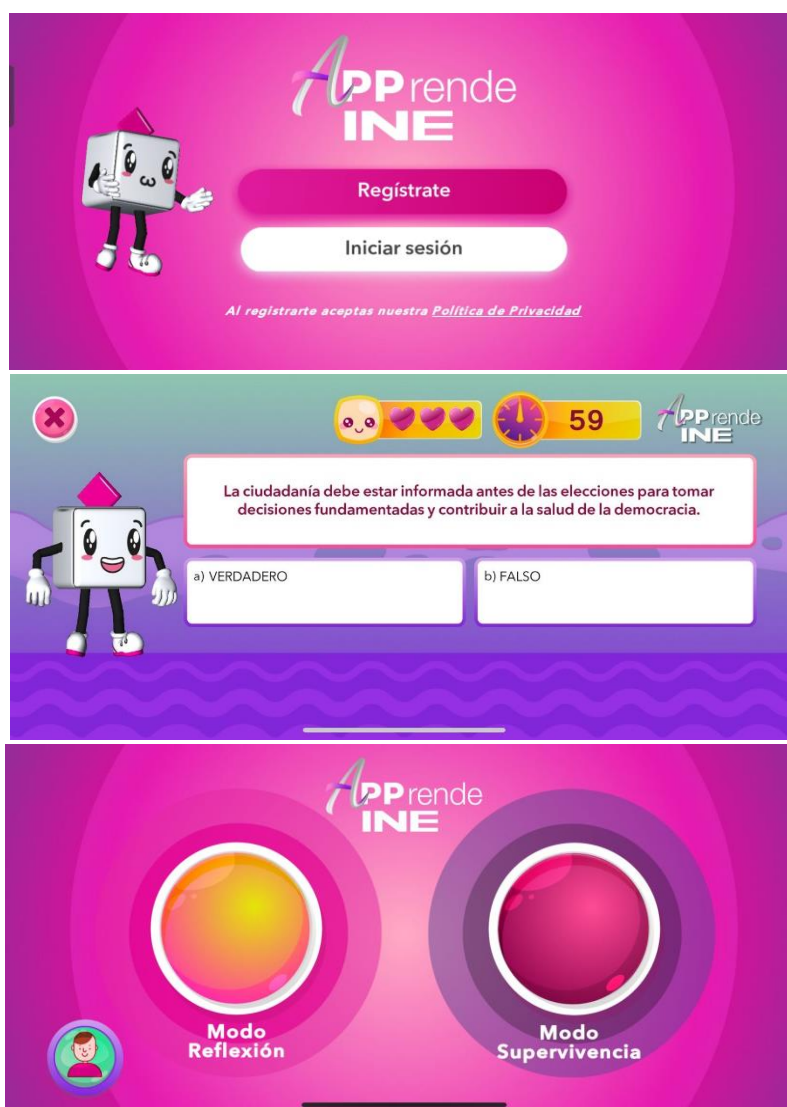 APPrende
INE
Regístrate
Iniciar sesión
Al registrarte aceptas nuestra Política de Privacidad
59
APPrende
INE
La ciudadanía debe estar informada antes de las elecciones para tomar
decisiones fundamentadas y contribuir a la salud de la democracia.
a) VERDADERO
b) FALSO
APPrende
INE
Modo
Reflexión
Modo
Supervivencia